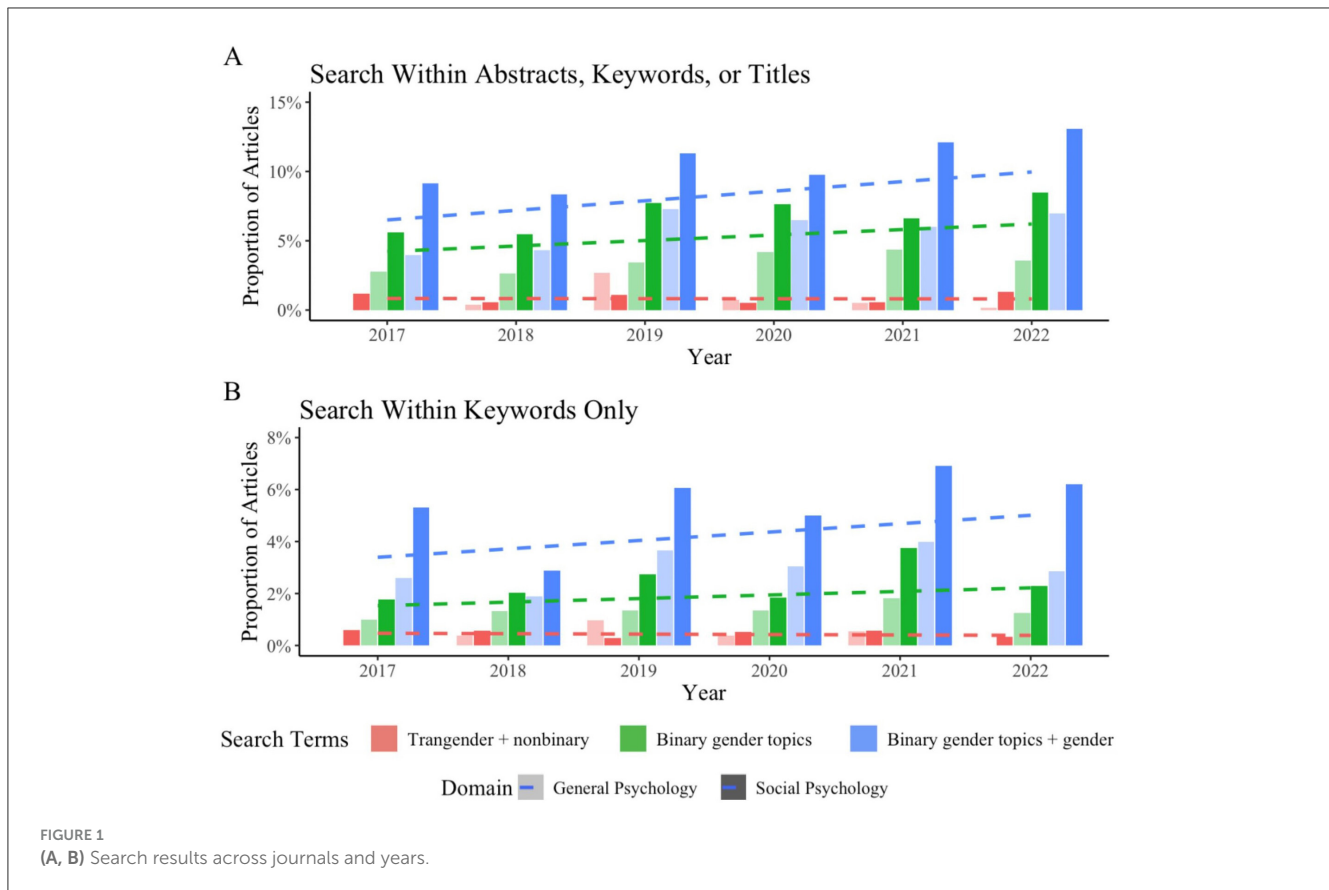 A
Search Within Abstracts, Keywords, or Titles
Proportion of Articles
15%
10%
5%
0%
2017 2018 2019 2020 2021 2022
Year
B
Search Within Keywords Only
Proportion of Articles
8%
6%
4%
2%
0%
2017 2018 2019 2020 2021 2022
Year
Search Terms Trangender + nonbinary Binary gender topics Binary gender topics + gender
Domain General Psychology Social Psychology
FIGURE 1
(A, B) Search results across journals and years.